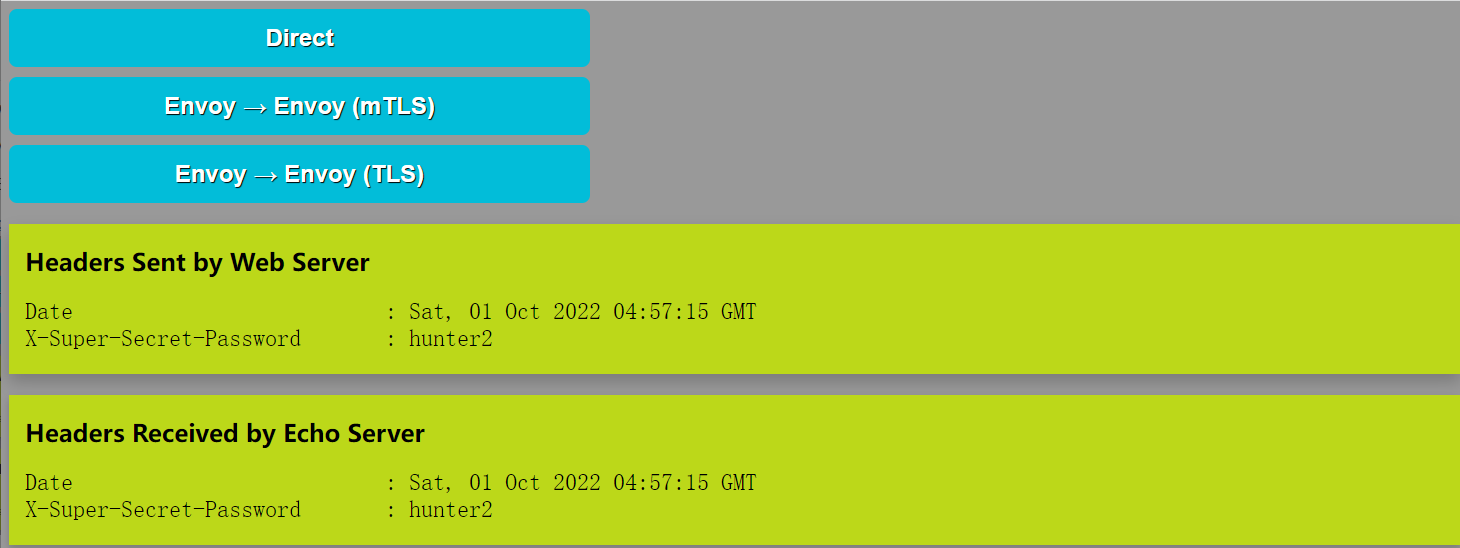 Direct
Envoy → Envoy (mTLS)
Envoy → Envoy (TLS)
Headers Sent by Web Server
Date : Sat, 01 Oct 2022 04:57:15 GMT
X-Super-Secret-Password : hunter2
Headers Received by Echo Server
Date : Sat, 01 Oct 2022 04:57:15 GMT
X-Super-Secret-Password : hunter2